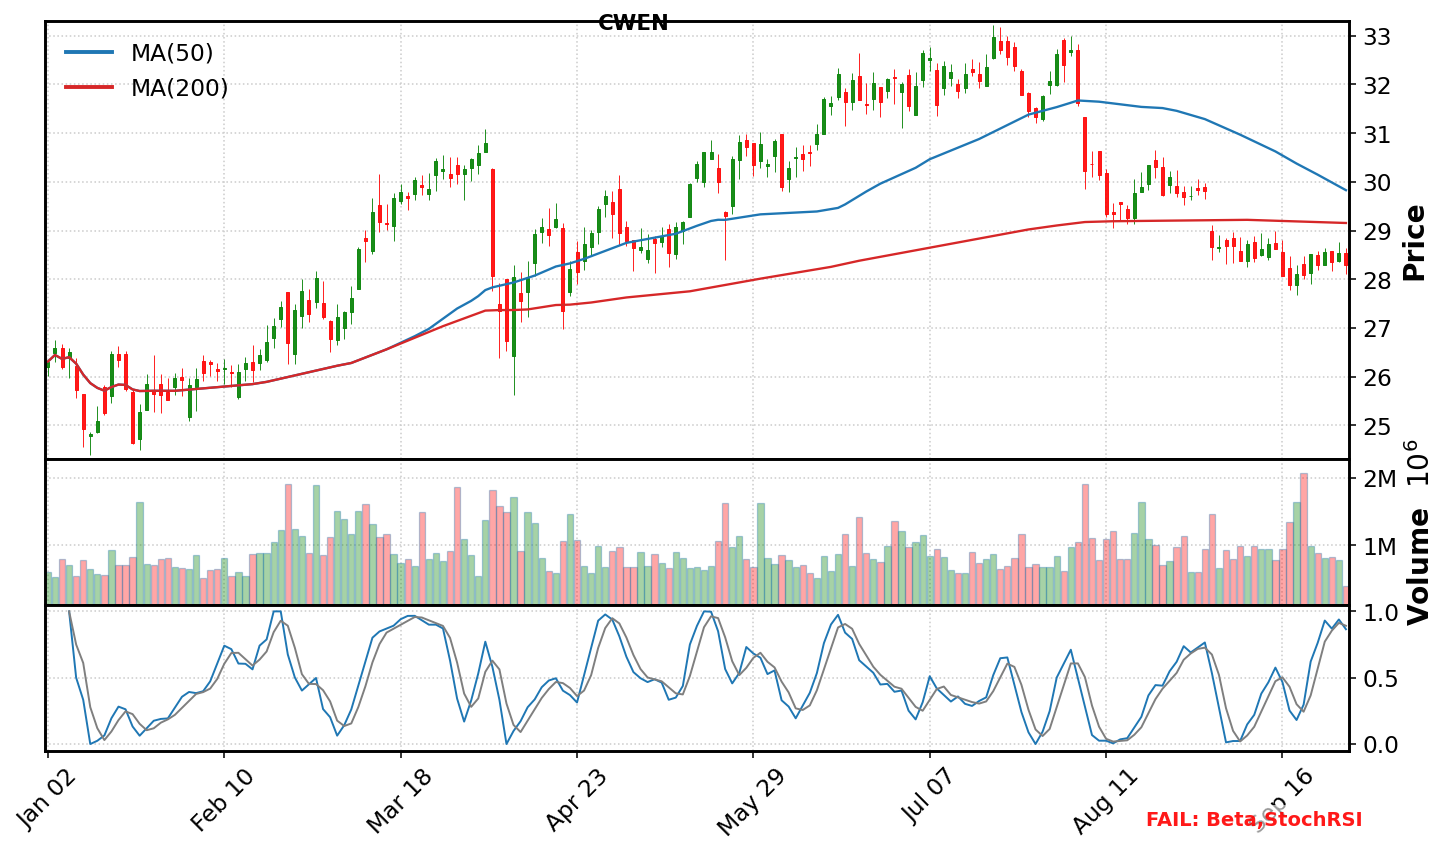 CWEN
MA(50)
MA(200)
33
32
31
30
29
28
27
26
25
Price
2M
1M
Volume 10⁶
1.0
0.5
0.0
Jan 02
Feb 10
Mar 18
Apr 23
May 29
Jul 07
Aug 11
Sep 16
FAIL: Beta, StochRSI